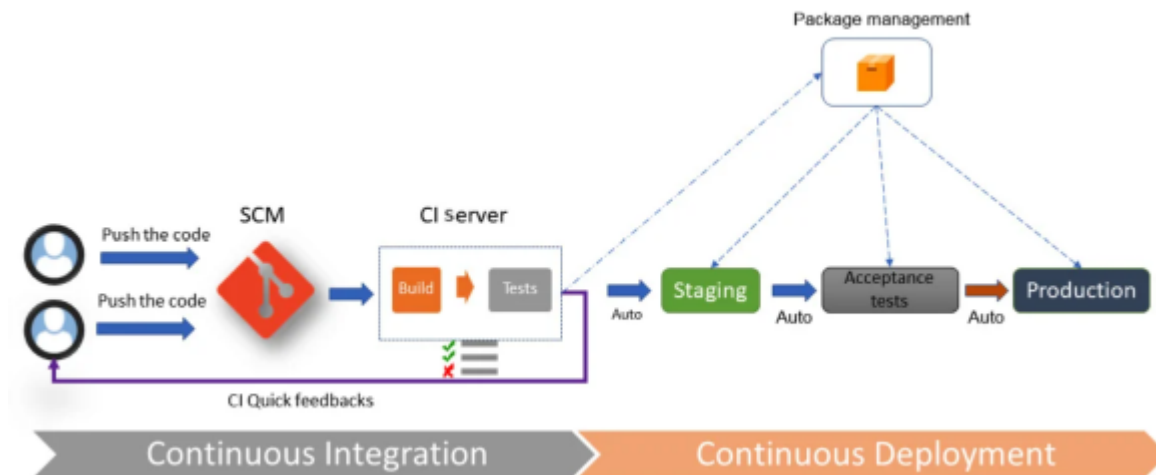 Package management
SCM
CI server
Push the code
Push the code
Build
Tests
Auto
Staging
Auto
Acceptance
tests
Auto
Production
CI Quick feedbacks
Continuous Integration
Continuous Deployment